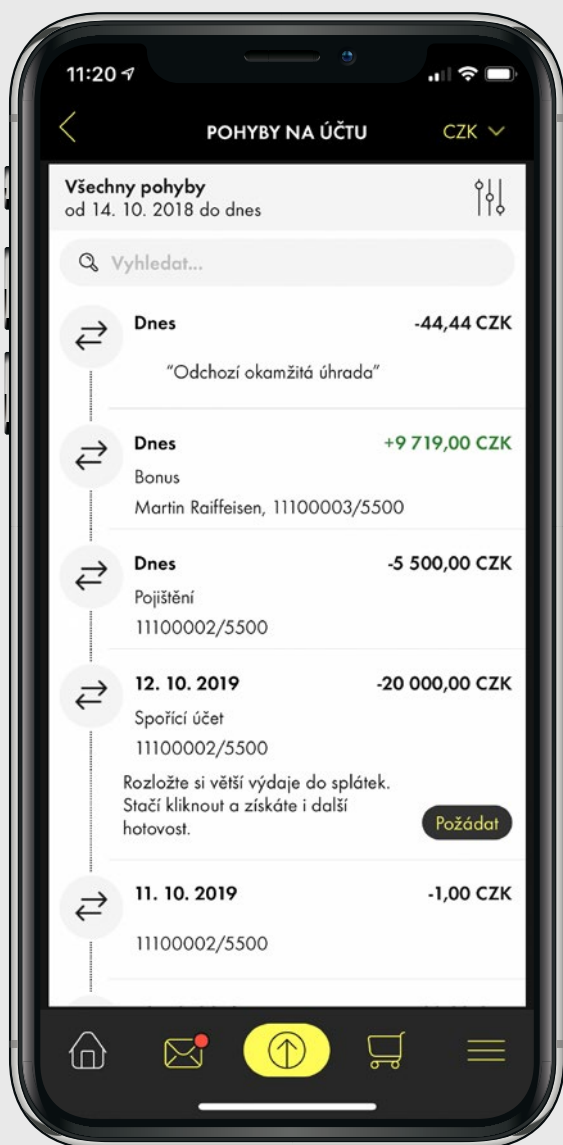 11:20
POHYBY NA ÚČTU
CZK
Všechny pohyby
od 14. 10. 2018 do dnes
Vyhledat...
Dnes -44,44 CZK
“Odchozí okamžitá úhrada”
Dnes +9 719,00 CZK
Bonus
Martin Raiffeisen, 11100003/5500
Dnes -5 500,00 CZK
Pojištění
11100002/5500
12. 10. 2019 -20 000,00 CZK
Spořící účet
11100002/5500
Rozložte si větší výdaje do splátek.
Stačí kliknout a získáte i další
hotovost.
Požádat
11. 10. 2019 -1,00 CZK
11100002/5500